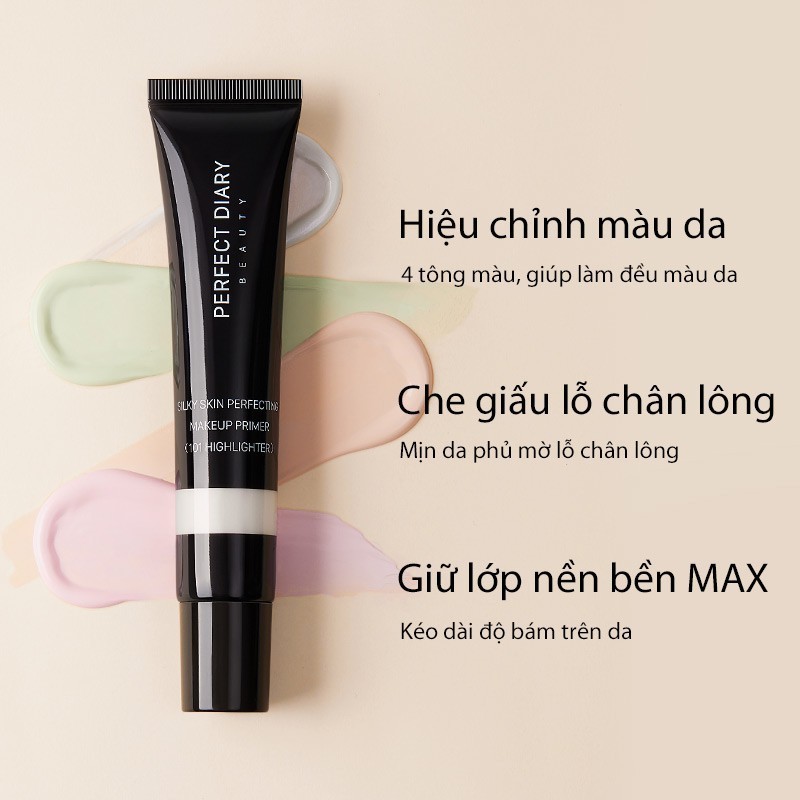 PERFECT DIARY
BEAUTY
SILKY SKIN PERFECTING
MAKEUP PRIMER
(101 HIGHLIGHTER)
Hiệu chỉnh màu da
4 tông màu, giúp làm đều màu da
Che giấu lỗ chân lông
Mịn da phủ mờ lỗ chân lông
Giữ lớp nền bền MAX
Kéo dài độ bám trên da